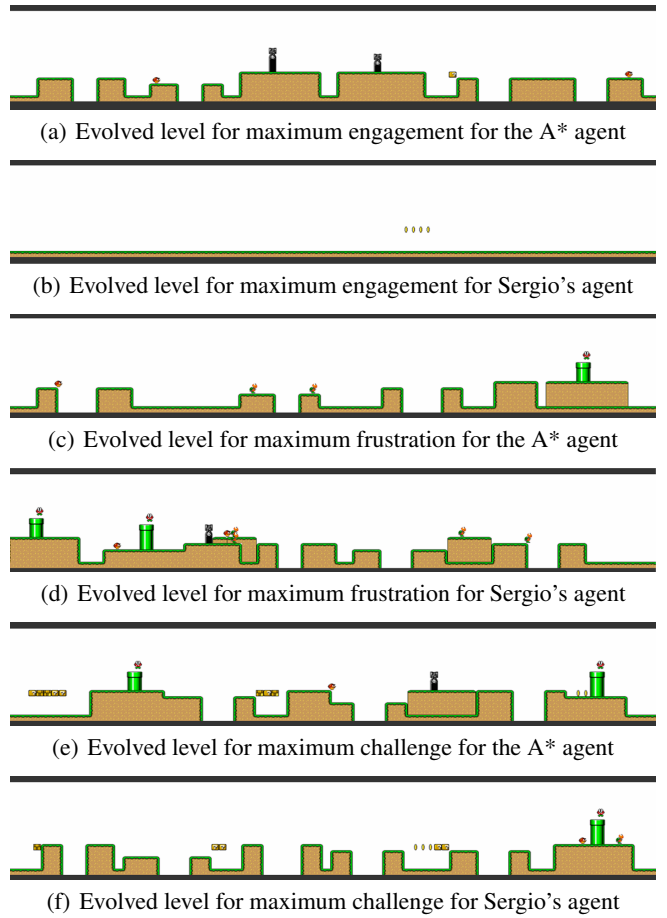 (a) Evolved level for maximum engagement for the A* agent
(b) Evolved level for maximum engagement for Sergio's agent
(c) Evolved level for maximum frustration for the A* agent
(d) Evolved level for maximum frustration for Sergio's agent
(e) Evolved level for maximum challenge for the A* agent
(f) Evolved level for maximum challenge for Sergio's agent